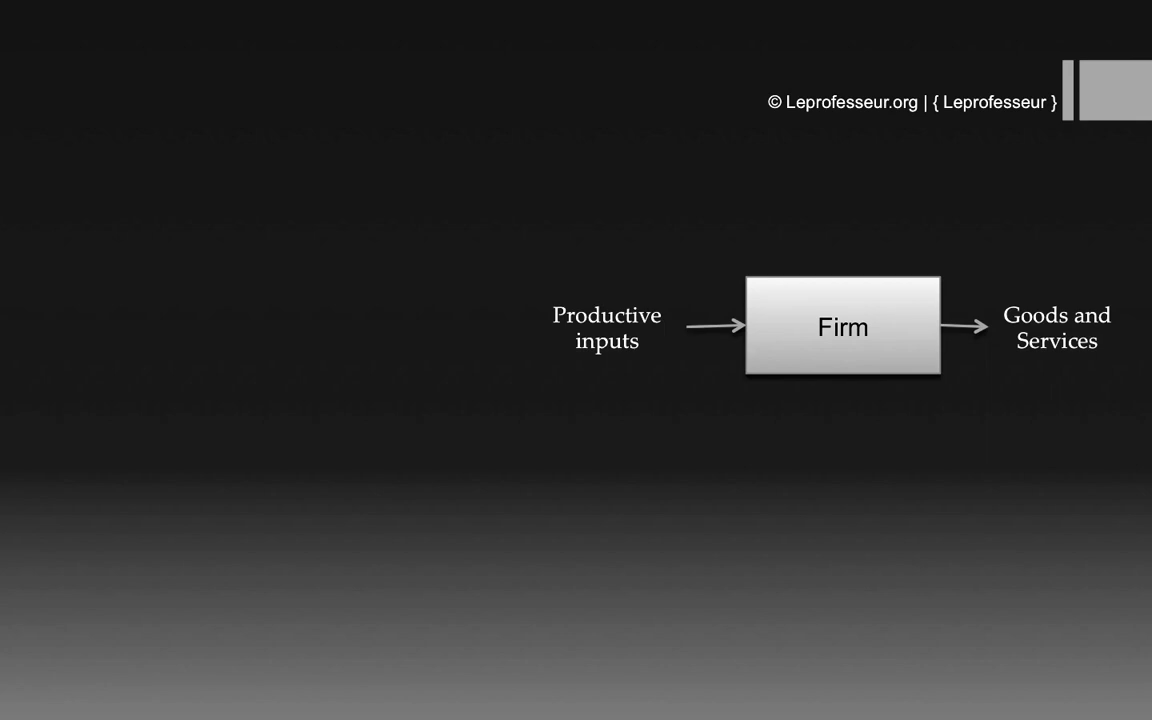 © Leprofesseur.org | { Leprofesseur }
Productive
inputs
Firm
Goods and
Services